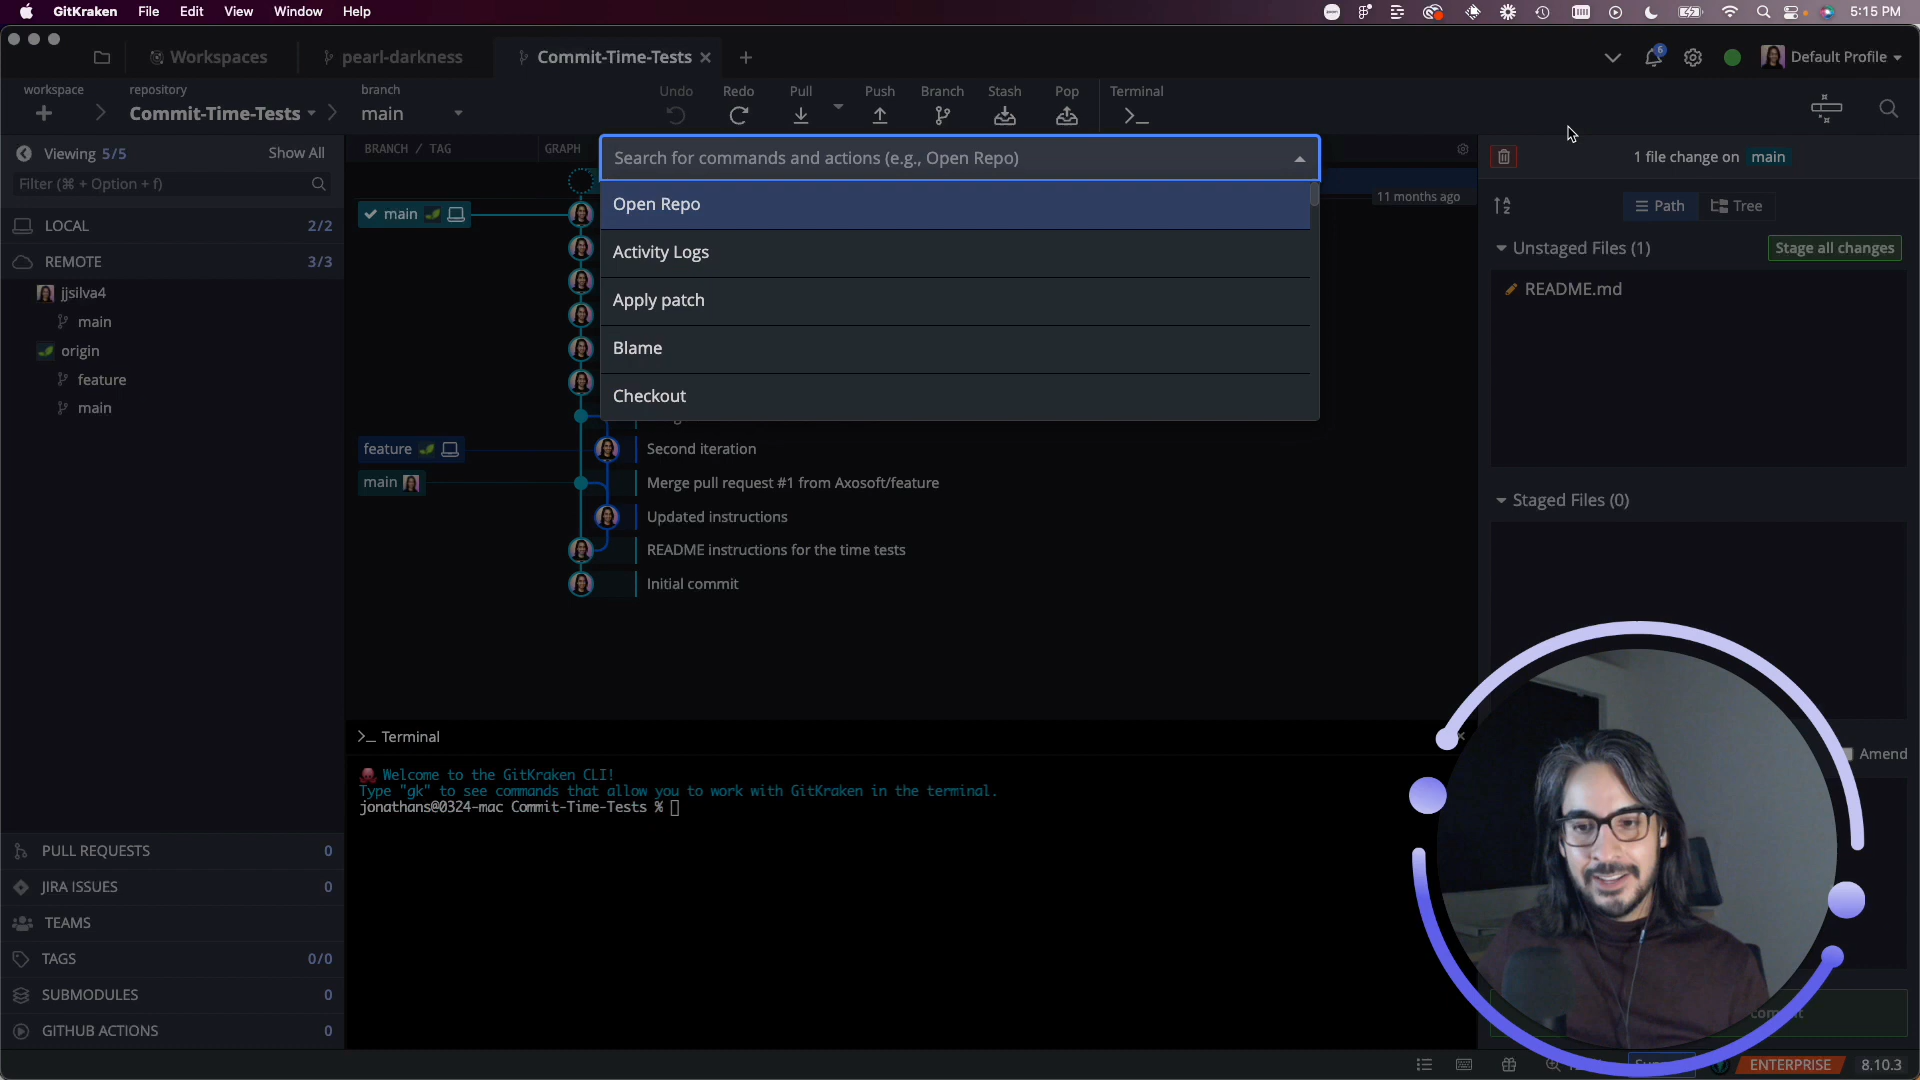 GitKraken File Edit View Window Help
5:15 PM
Workspaces
pearl-darkness
Commit-Time-Tests
6
Default Profile
workspace
repository
Commit-Time-Tests
branch
main
Undo
Redo
Pull
Push
Branch
Stash
Pop
Terminal
Viewing 5/5
Show All
Filter (⌘ + Option + f)
LOCAL 2/2
REMOTE 3/3
jjsilva4
main
origin
feature
main
PULL REQUESTS 0
JIRA ISSUES 0
TEAMS
TAGS 0/0
SUBMODULES 0
GITHUB ACTIONS 0
BRANCH / TAG
GRAPH
Search for commands and actions (e.g., Open Repo)
Open Repo
Activity Logs
Apply patch
Blame
Checkout
11 months ago
main
feature
Second iteration
main
Merge pull request #1 from Axosoft/feature
Updated instructions
README instructions for the time tests
Initial commit
>_ Terminal
Welcome to the GitKraken CLI!
Type "gk" to see commands that allow you to work with GitKraken in the terminal.
jonathans@0324-mac Commit-Time-Tests %
1 file change on main
Path
Tree
Unstaged Files (1)
Stage all changes
README.md
Staged Files (0)
Amend
ENTERPRISE
8.10.3